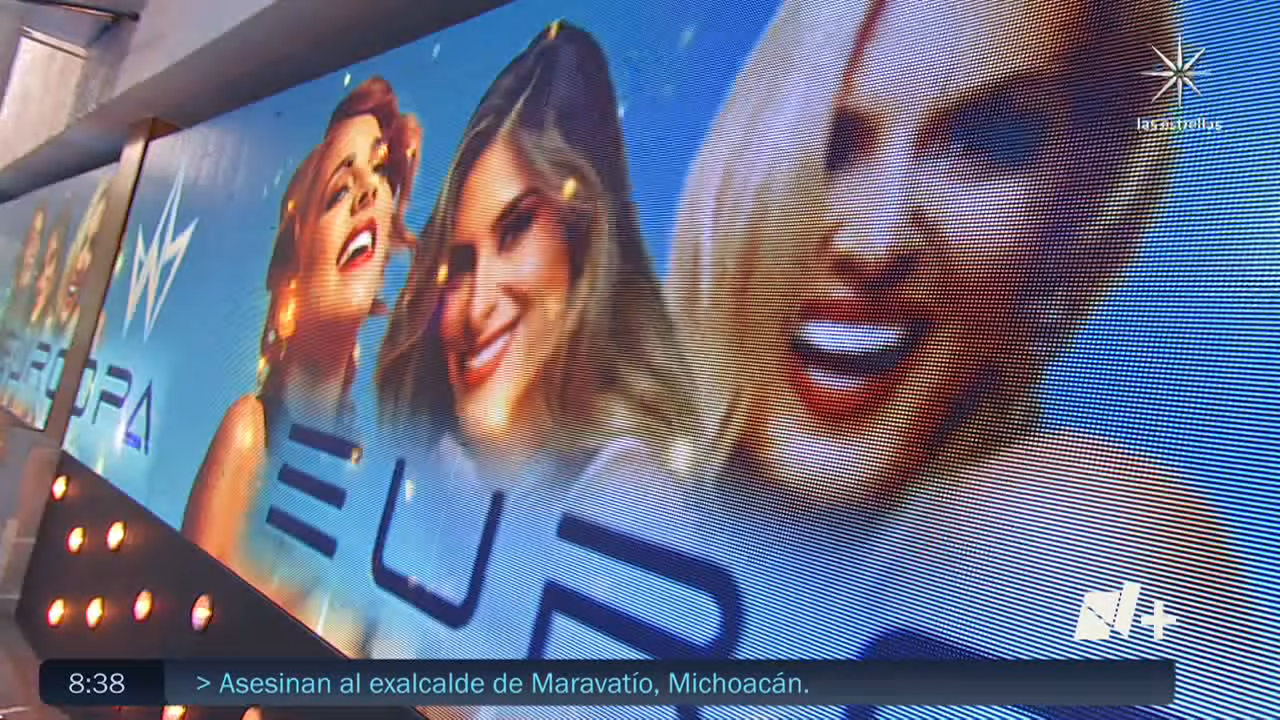 las estrellas
EUROPA
EUROPA
N+
8:38
> Asesinan al exalcalde de Maravatío, Michoacán.